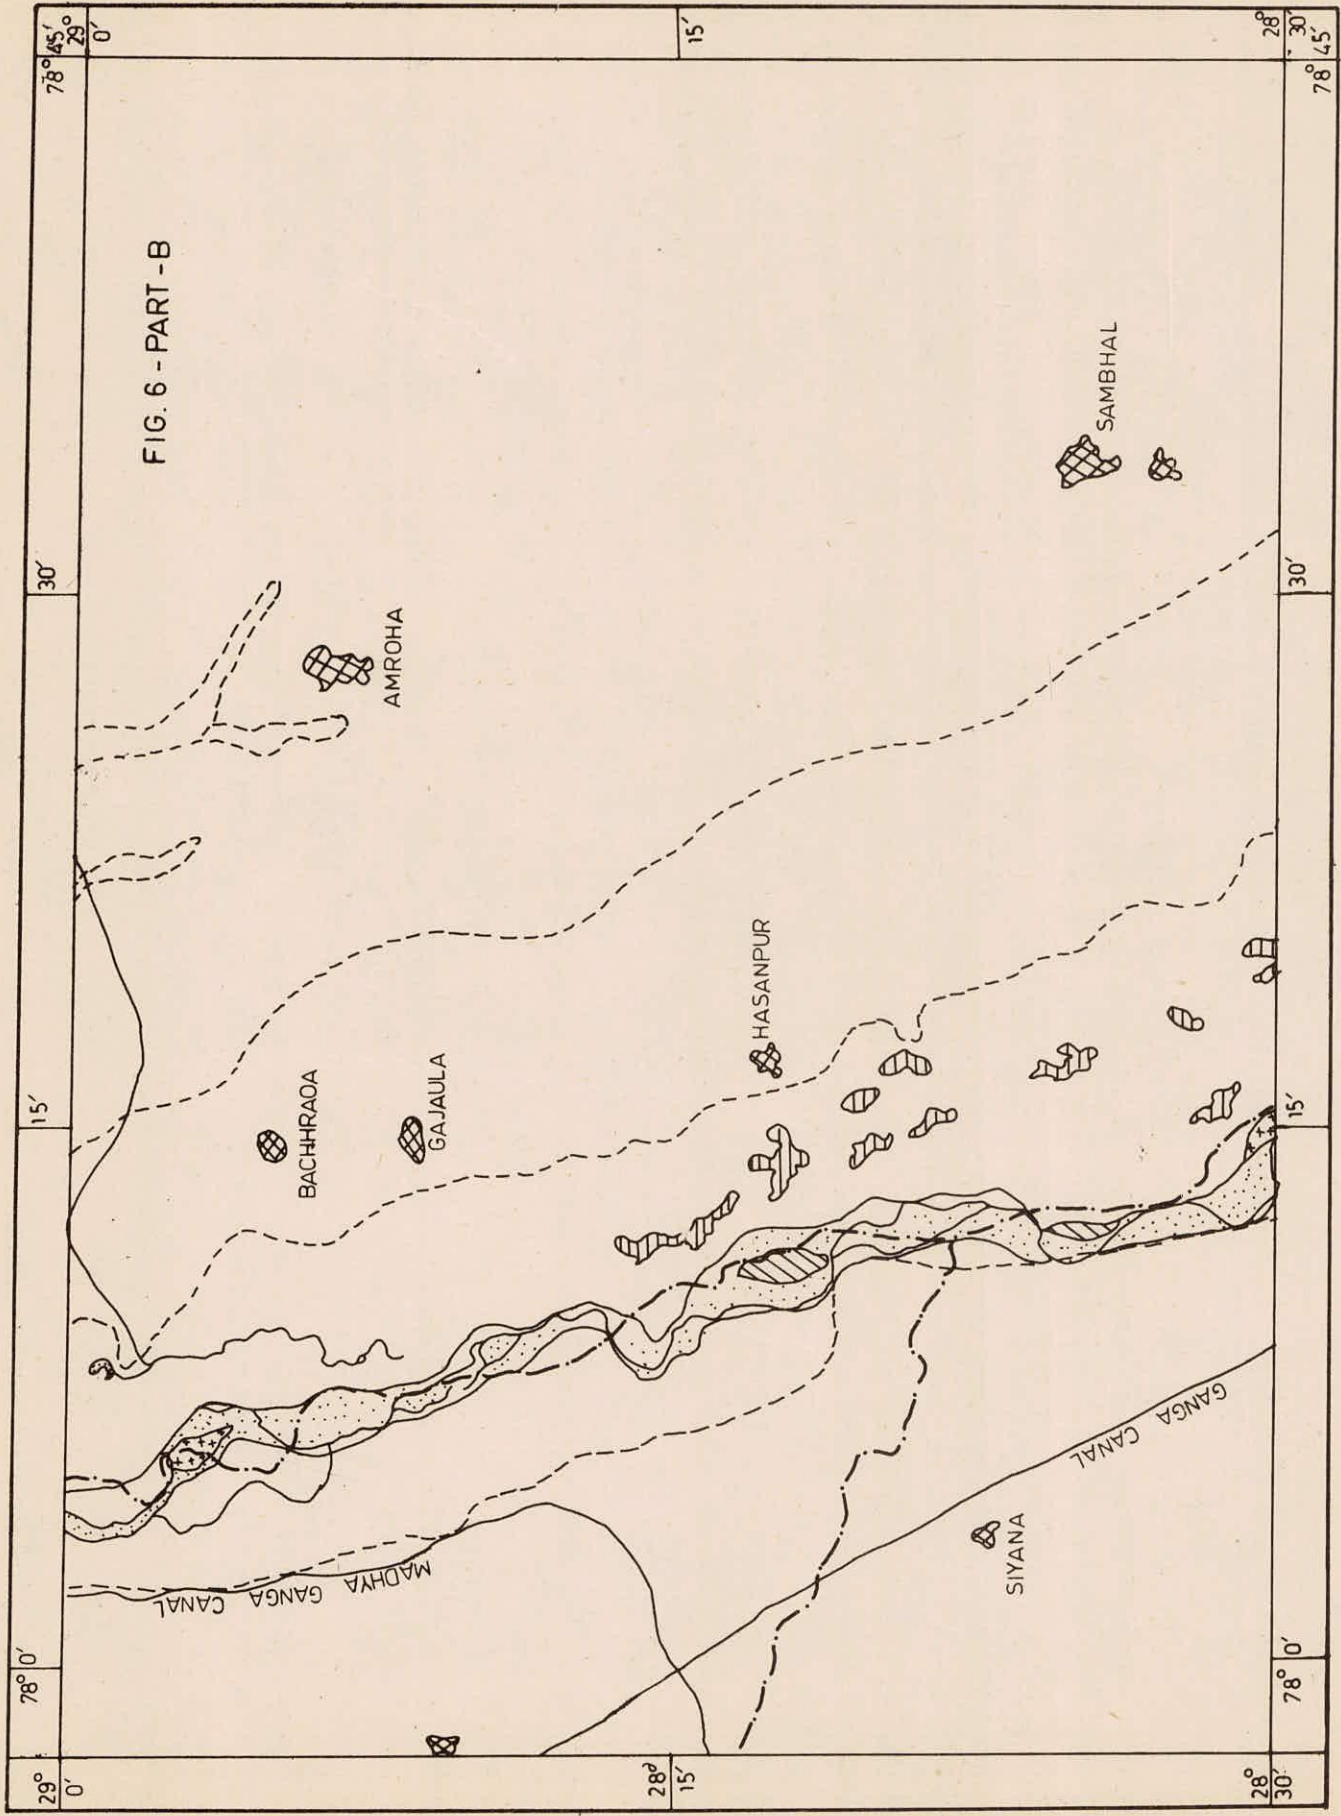 FIG. 6 - PART - B
78° 45'
29° 0'
15'
28° 30'
78° 45'
30'
30'
SAMBHAL
AMROHA
HASANPUR
BACHHRAOA
GAJAULA
15'
15'
MADHYA GANGA CANAL
GANGA CANAL
SIYANA
78° 0'
78° 0'
29° 0'
28° 15'
28° 30'